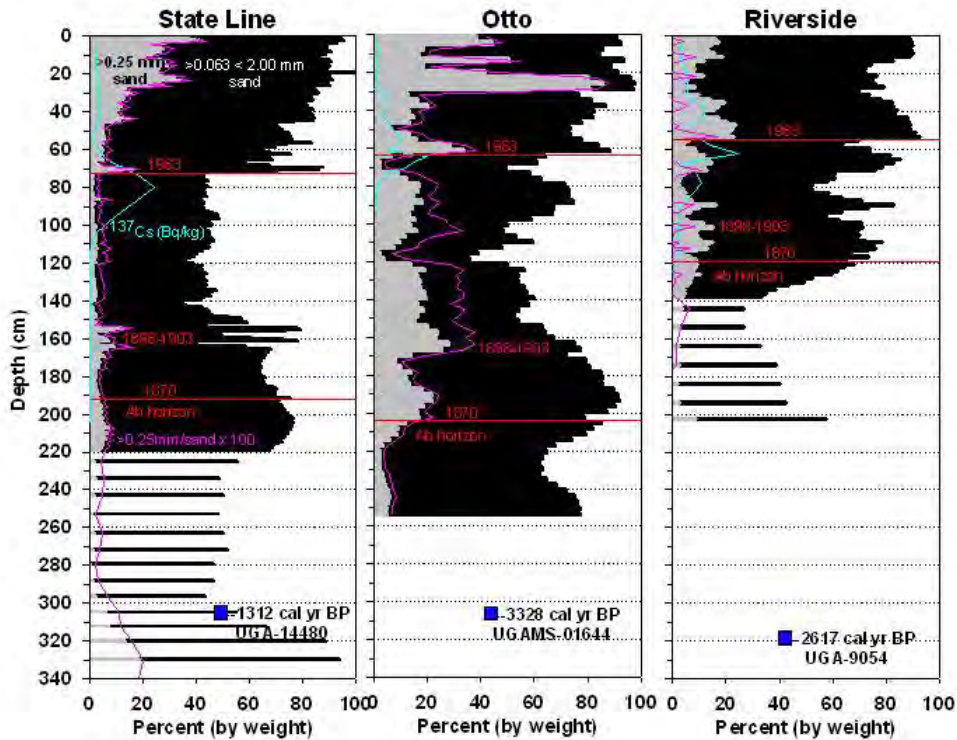 State Line
Otto
Riverside
0
20
40
60
80
100
120
140
160
180
200
220
240
260
280
300
320
340
Depth (cm)
>0.25 mm
sand
>0.063 < 2.00 mm
sand
1963
137Cs (Bq/kg)
1898-1903
1870
Ab horizon
>0.25mm/sand x 100
1312 cal yr BP
UGA-14480
1963
1898-1903
1870
Ab horizon
3328 cal yr BP
UGAMS-01644
1963
1898-1903
1870
Ab horizon
2617 cal yr BP
UGA-9054
0 20 40 60 80 100
0 20 40 60 80 100
0 20 40 60 80 100
Percent (by weight)
Percent (by weight)
Percent (by weight)